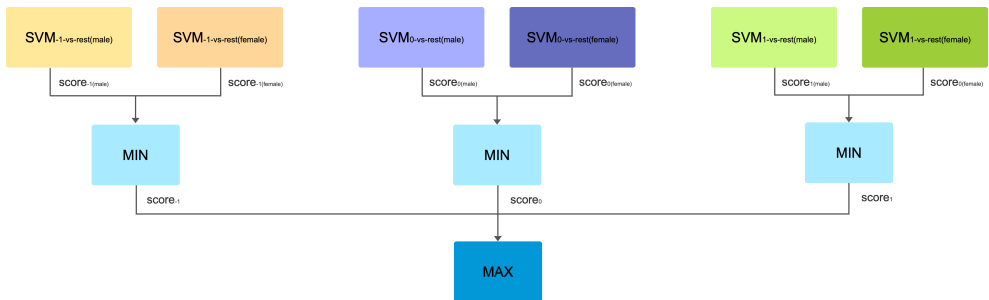 SVM-1-vs-rest(male)
SVM-1-vs-rest(female)
SVM0-vs-rest(male)
SVM0-vs-rest(female)
SVM1-vs-rest(male)
SVM1-vs-rest(female)
score-1(male)
score-1(female)
score0(male)
score0(female)
score1(male)
score0(female)
MIN
MIN
MIN
score-1
score0
score1
MAX